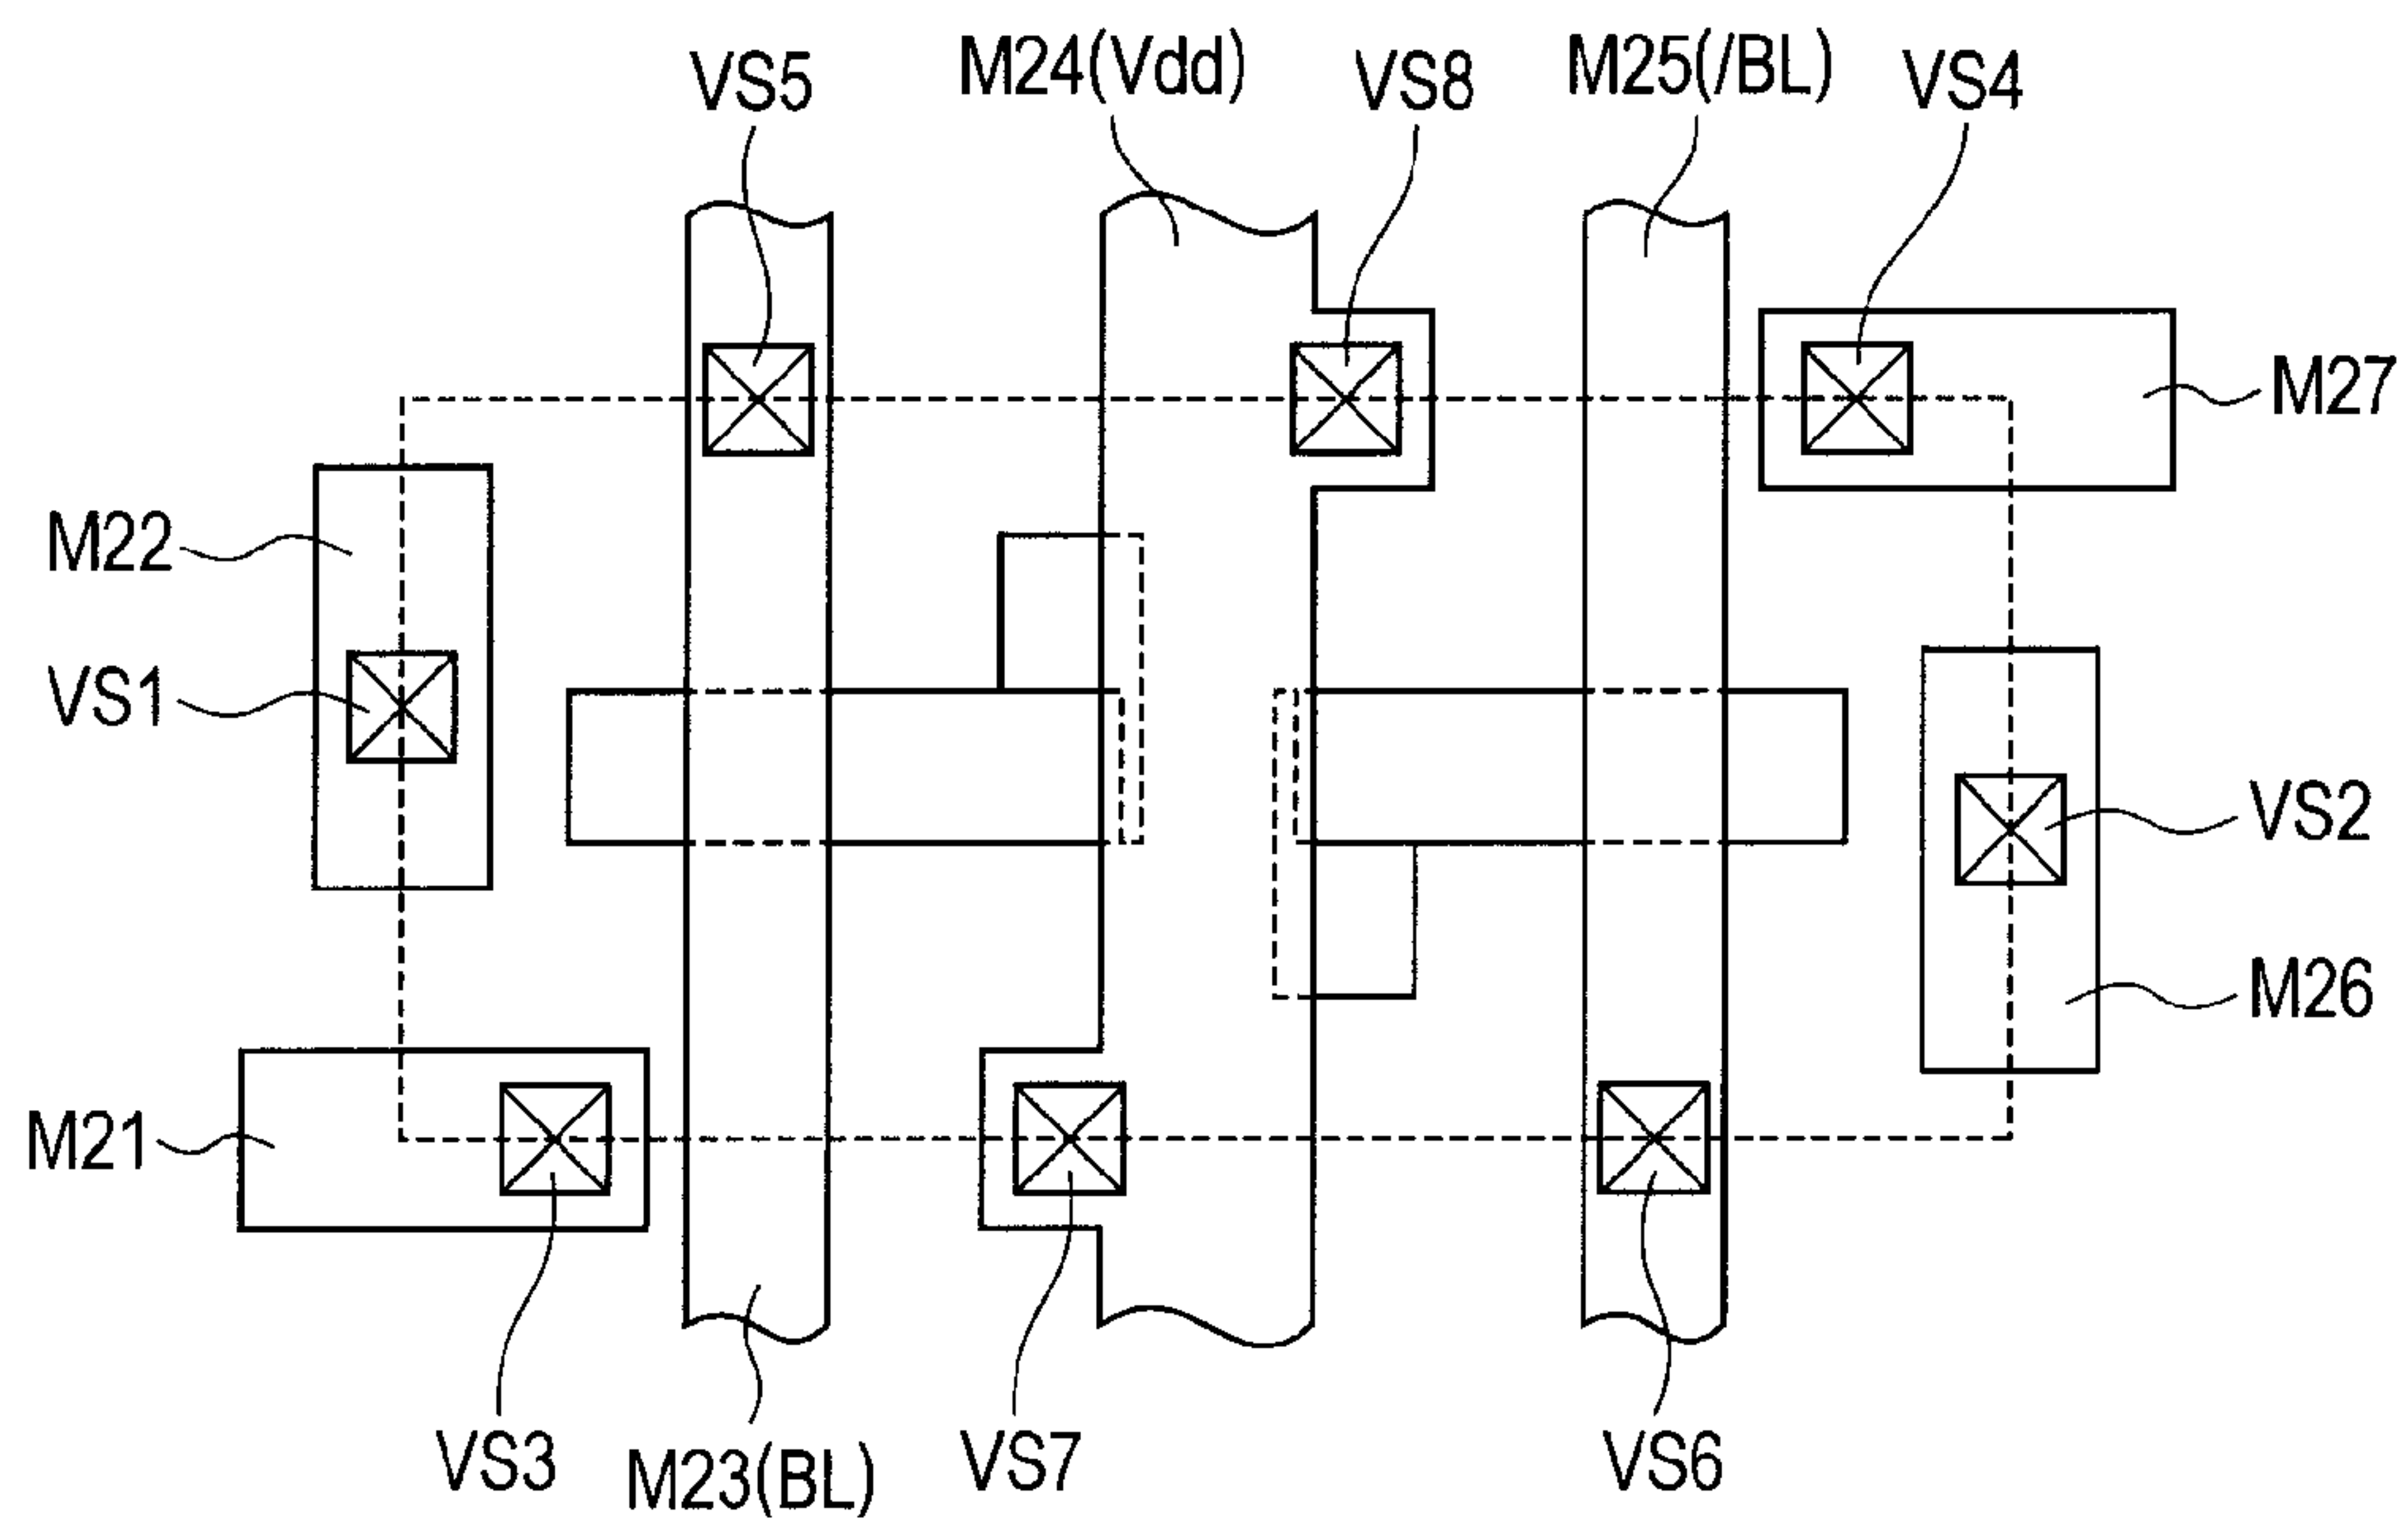 M24(Vdd)
M25(/BL)
VS5
VS8
VS4
M27
M22
VS1
VS2
M26
M21
VS3
M23(BL)
VS7
VS6